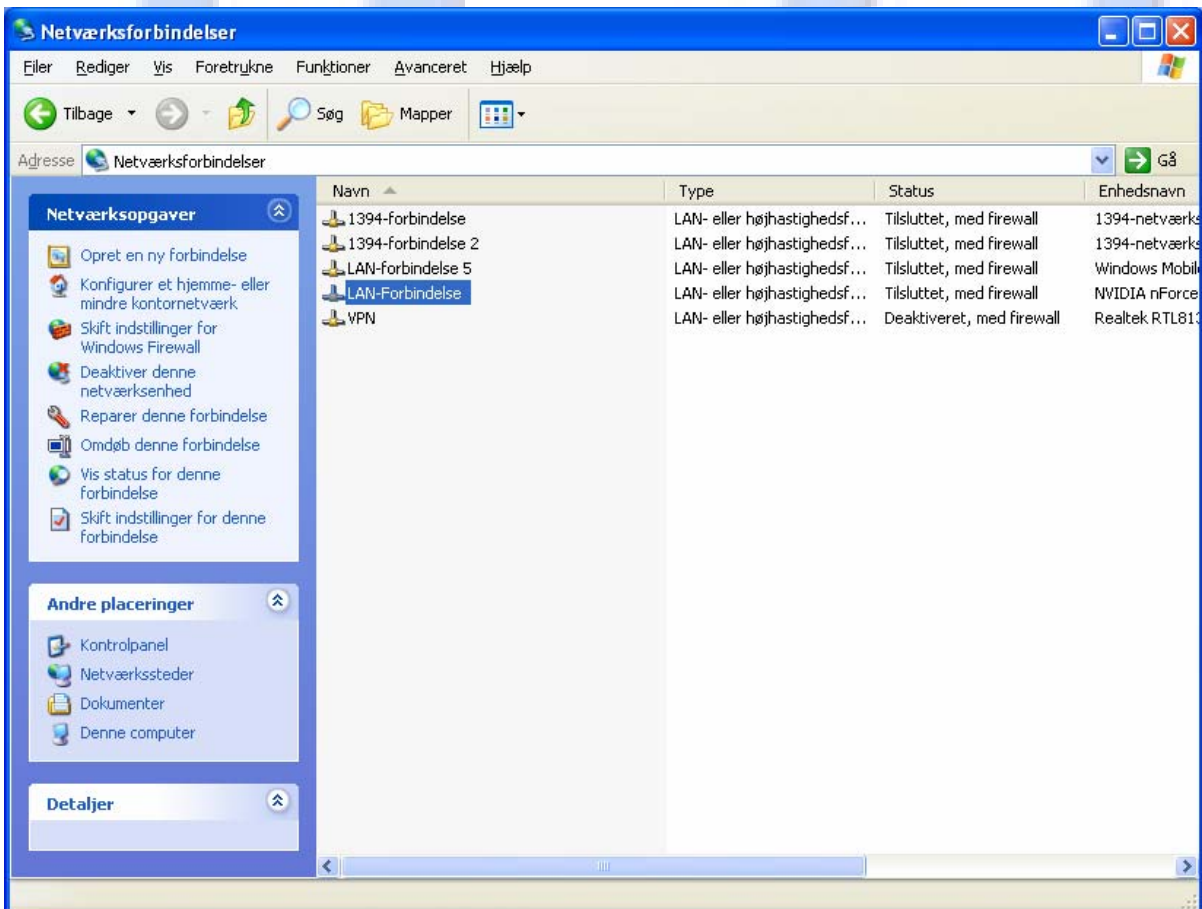 Netværksforbindelser
Filer Rediger Vis Foretrukne Funktioner Avanceret Hjælp
Tilbage Søg Mapper
Adresse Netværksforbindelser Gå
Netværksopgaver
Opret en ny forbindelse
Konfigurer et hjemme- eller
mindre kontornetværk
Skift indstillinger for
Windows Firewall
Deaktiver denne
netværksenhed
Reparer denne forbindelse
Omdøb denne forbindelse
Vis status for denne
forbindelse
Skift indstillinger for denne
forbindelse
Andre placeringer
Kontrolpanel
Netværkssteder
Dokumenter
Denne computer
Detaljer
Navn Type Status Enhedsnavn
1394-forbindelse LAN- eller højhastighedsf... Tilsluttet, med firewall 1394-netværks
1394-forbindelse 2 LAN- eller højhastighedsf... Tilsluttet, med firewall 1394-netværks
LAN-forbindelse 5 LAN- eller højhastighedsf... Tilsluttet, med firewall Windows Mobil
LAN-Forbindelse LAN- eller højhastighedsf... Tilsluttet, med firewall NVIDIA nForce
VPN LAN- eller højhastighedsf... Deaktiveret, med firewall Realtek RTL813